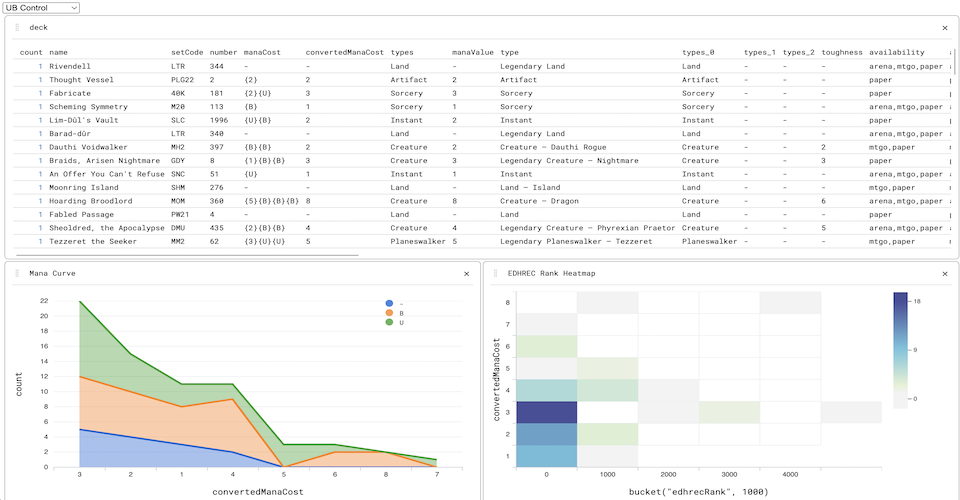 UB Control
deck
count name setCode number manaCost convertedManaCost types manaValue type types_0 types_1 types_2 toughness availability
1 Rivendell LTR 344 – – Land – Legendary Land Land – – – arena,mtgo,paper
1 Thought Vessel PLG22 2 {2} 2 Artifact 2 Artifact Artifact – – – paper
1 Fabricate 40K 181 {2}{U} 3 Sorcery 3 Sorcery Sorcery – – – paper
1 Scheming Symmetry M20 113 {B} 1 Sorcery 1 Sorcery Sorcery – – – arena,mtgo,paper
1 Lim-Dûl's Vault SLC 1996 {U}{B} 2 Instant 2 Instant Instant – – – paper
1 Barad-dûr LTR 340 – – Land – Legendary Land Land – – – arena,mtgo,paper
1 Dauthi Voidwalker MH2 397 {B}{B} 2 Creature 2 Creature — Dauthi Rogue Creature – – 2 mtgo,paper
1 Braids, Arisen Nightmare GDY 8 {1}{B}{B} 3 Creature 3 Legendary Creature — Nightmare Creature – – 3 paper
1 An Offer You Can't Refuse SNC 51 {U} 1 Instant 1 Instant Instant – – – arena,mtgo,paper
1 Moonring Island SHM 276 – – Land – Land — Island Land – – – mtgo,paper
1 Hoarding Broodlord MOM 360 {5}{B}{B}{B} 8 Creature 8 Creature — Dragon Creature – – 6 arena,mtgo,paper
1 Fabled Passage PW21 4 – – Land – Land Land – – – paper
1 Sheoldred, the Apocalypse DMU 435 {2}{B}{B} 4 Creature 4 Legendary Creature — Phyrexian Praetor Creature – – 5 arena,mtgo,paper
1 Tezzeret the Seeker MM2 62 {3}{U}{U} 5 Planeswalker 5 Legendary Planeswalker — Tezzeret Planeswalker – – – mtgo,paper
Mana Curve
count
22
20
18
16
14
12
10
8
6
4
2
0
3 2 1 4 5 6 8 7
convertedManaCost
–
B
U
EDHREC Rank Heatmap
convertedManaCost
8
7
6
5
4
3
2
1
0 1000 2000 3000 4000
bucket("edhrecRank", 1000)
18
9
0